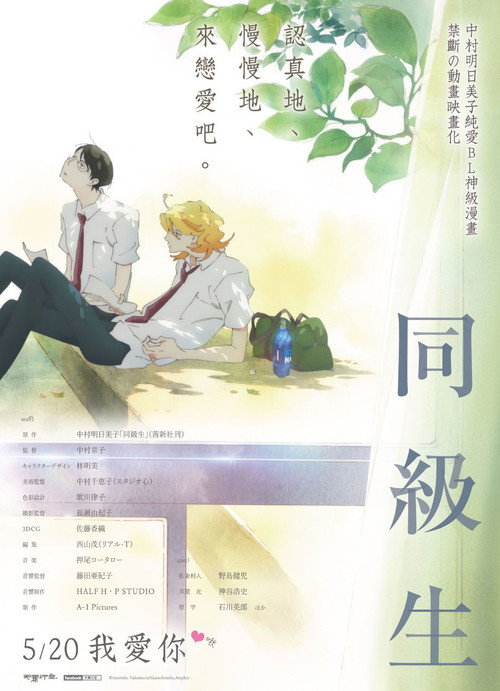 中村明日美子純愛BL神級漫畫
禁斷の動畫映畫化
認真地、
慢慢地、
來戀愛吧。
同級生
staff)
原作 中村明日美子「同級生」(茜新社刊)
監督 中村章子
キャラクターデザイン 林明美
美術監督 中村千恵子(スタジオ心)
色彩設計 歌川律子
撮影監督 長瀬由起子
3DCG 佐藤香織
編集 西山茂(リアル・T)
音楽 押尾コータロー
音響監督 藤田亜紀子
音響制作 HALF H・P STUDIO
製作 A-1 Pictures
cast)
佐条利人 野島健児
草壁光 神谷浩史
原学 石川英郎 ほか
5/20 我愛你啾
facebook